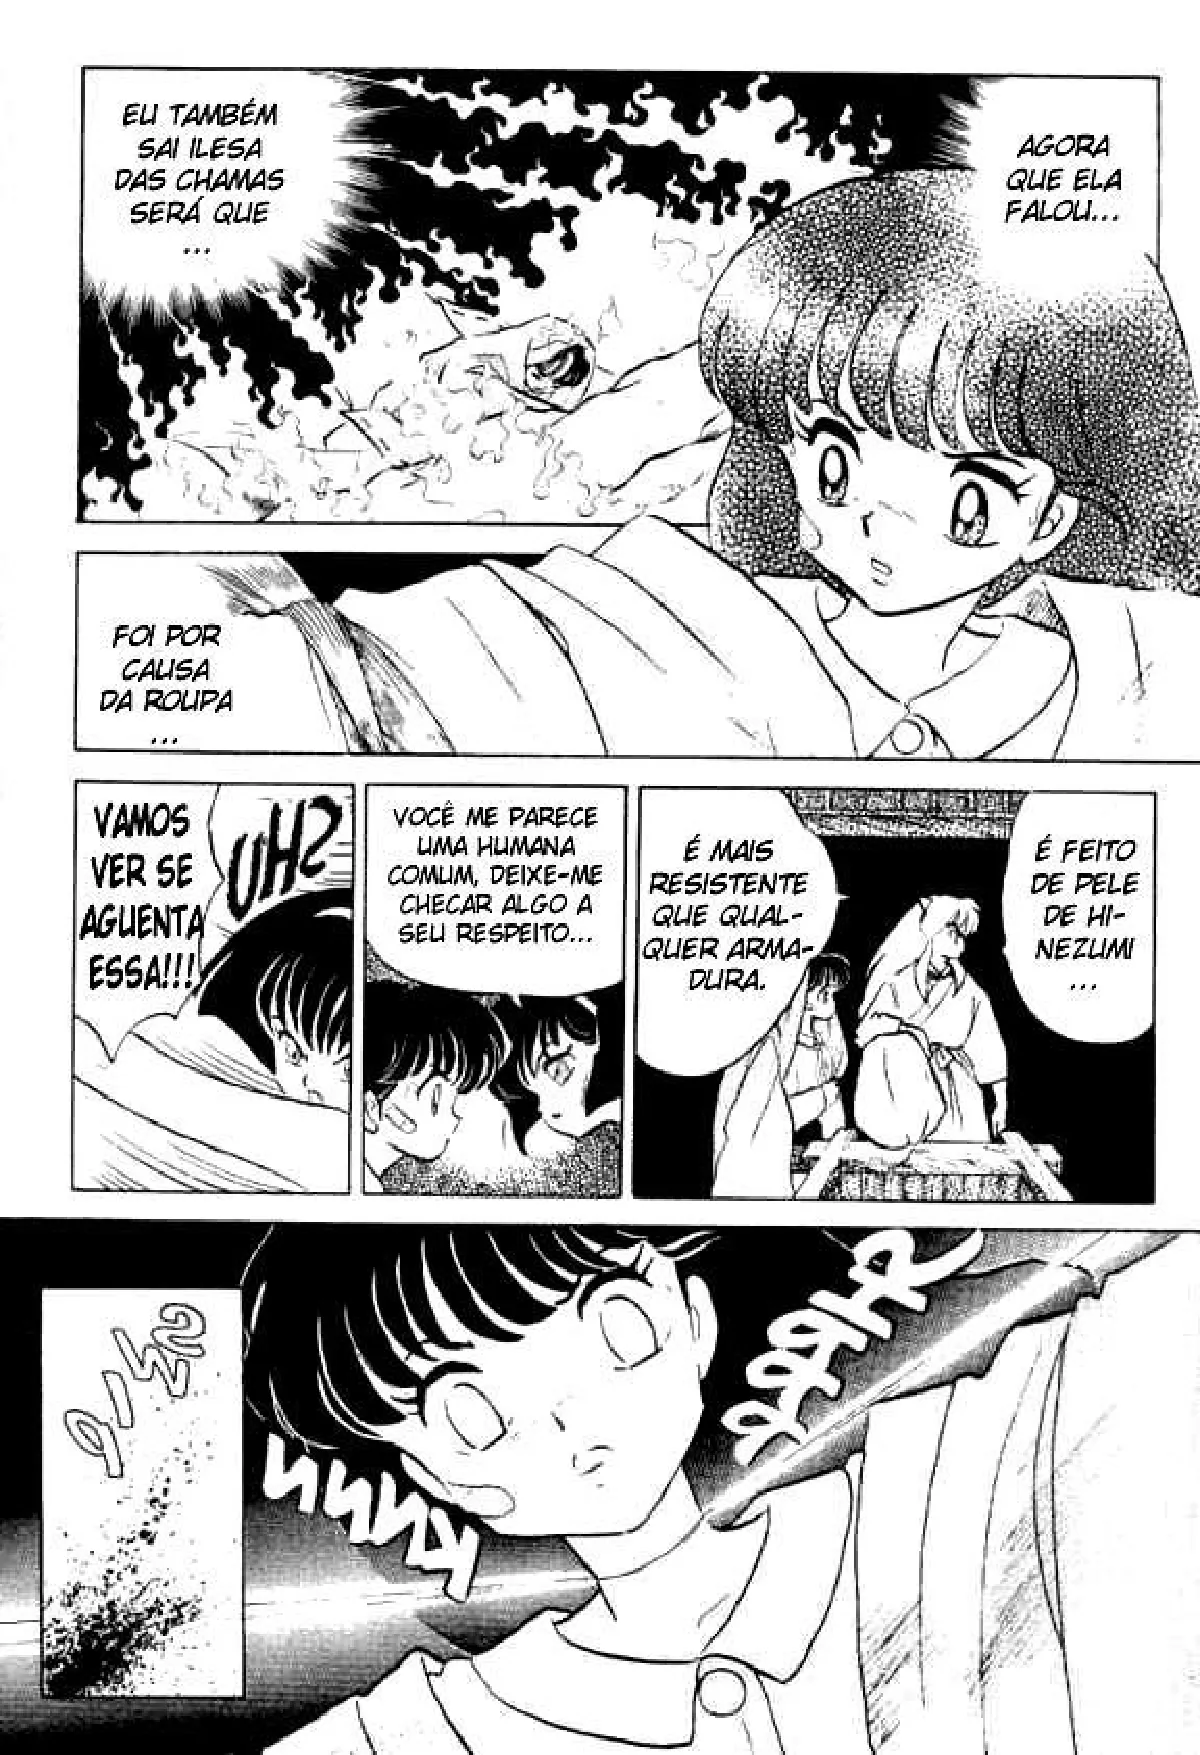 AGORA
QUE ELA
FALOU...
EU TAMBÉM
SAI ILESA
DAS CHAMAS
SERÁ QUE
...
FOI POR
CAUSA
DA ROUPA
...
É FEITO
DE PELE
DE HI-
NEZUMI
...
É MAIS
RESISTENTE
QUE QUAL-
QUER ARMA-
DURA.
VOCÊ ME PARECE
UMA HUMANA
COMUM, DEIXE-ME
CHECAR ALGO A
SEU RESPEITO...
VAMOS
VER SE
AGUENTA
ESSA!!!